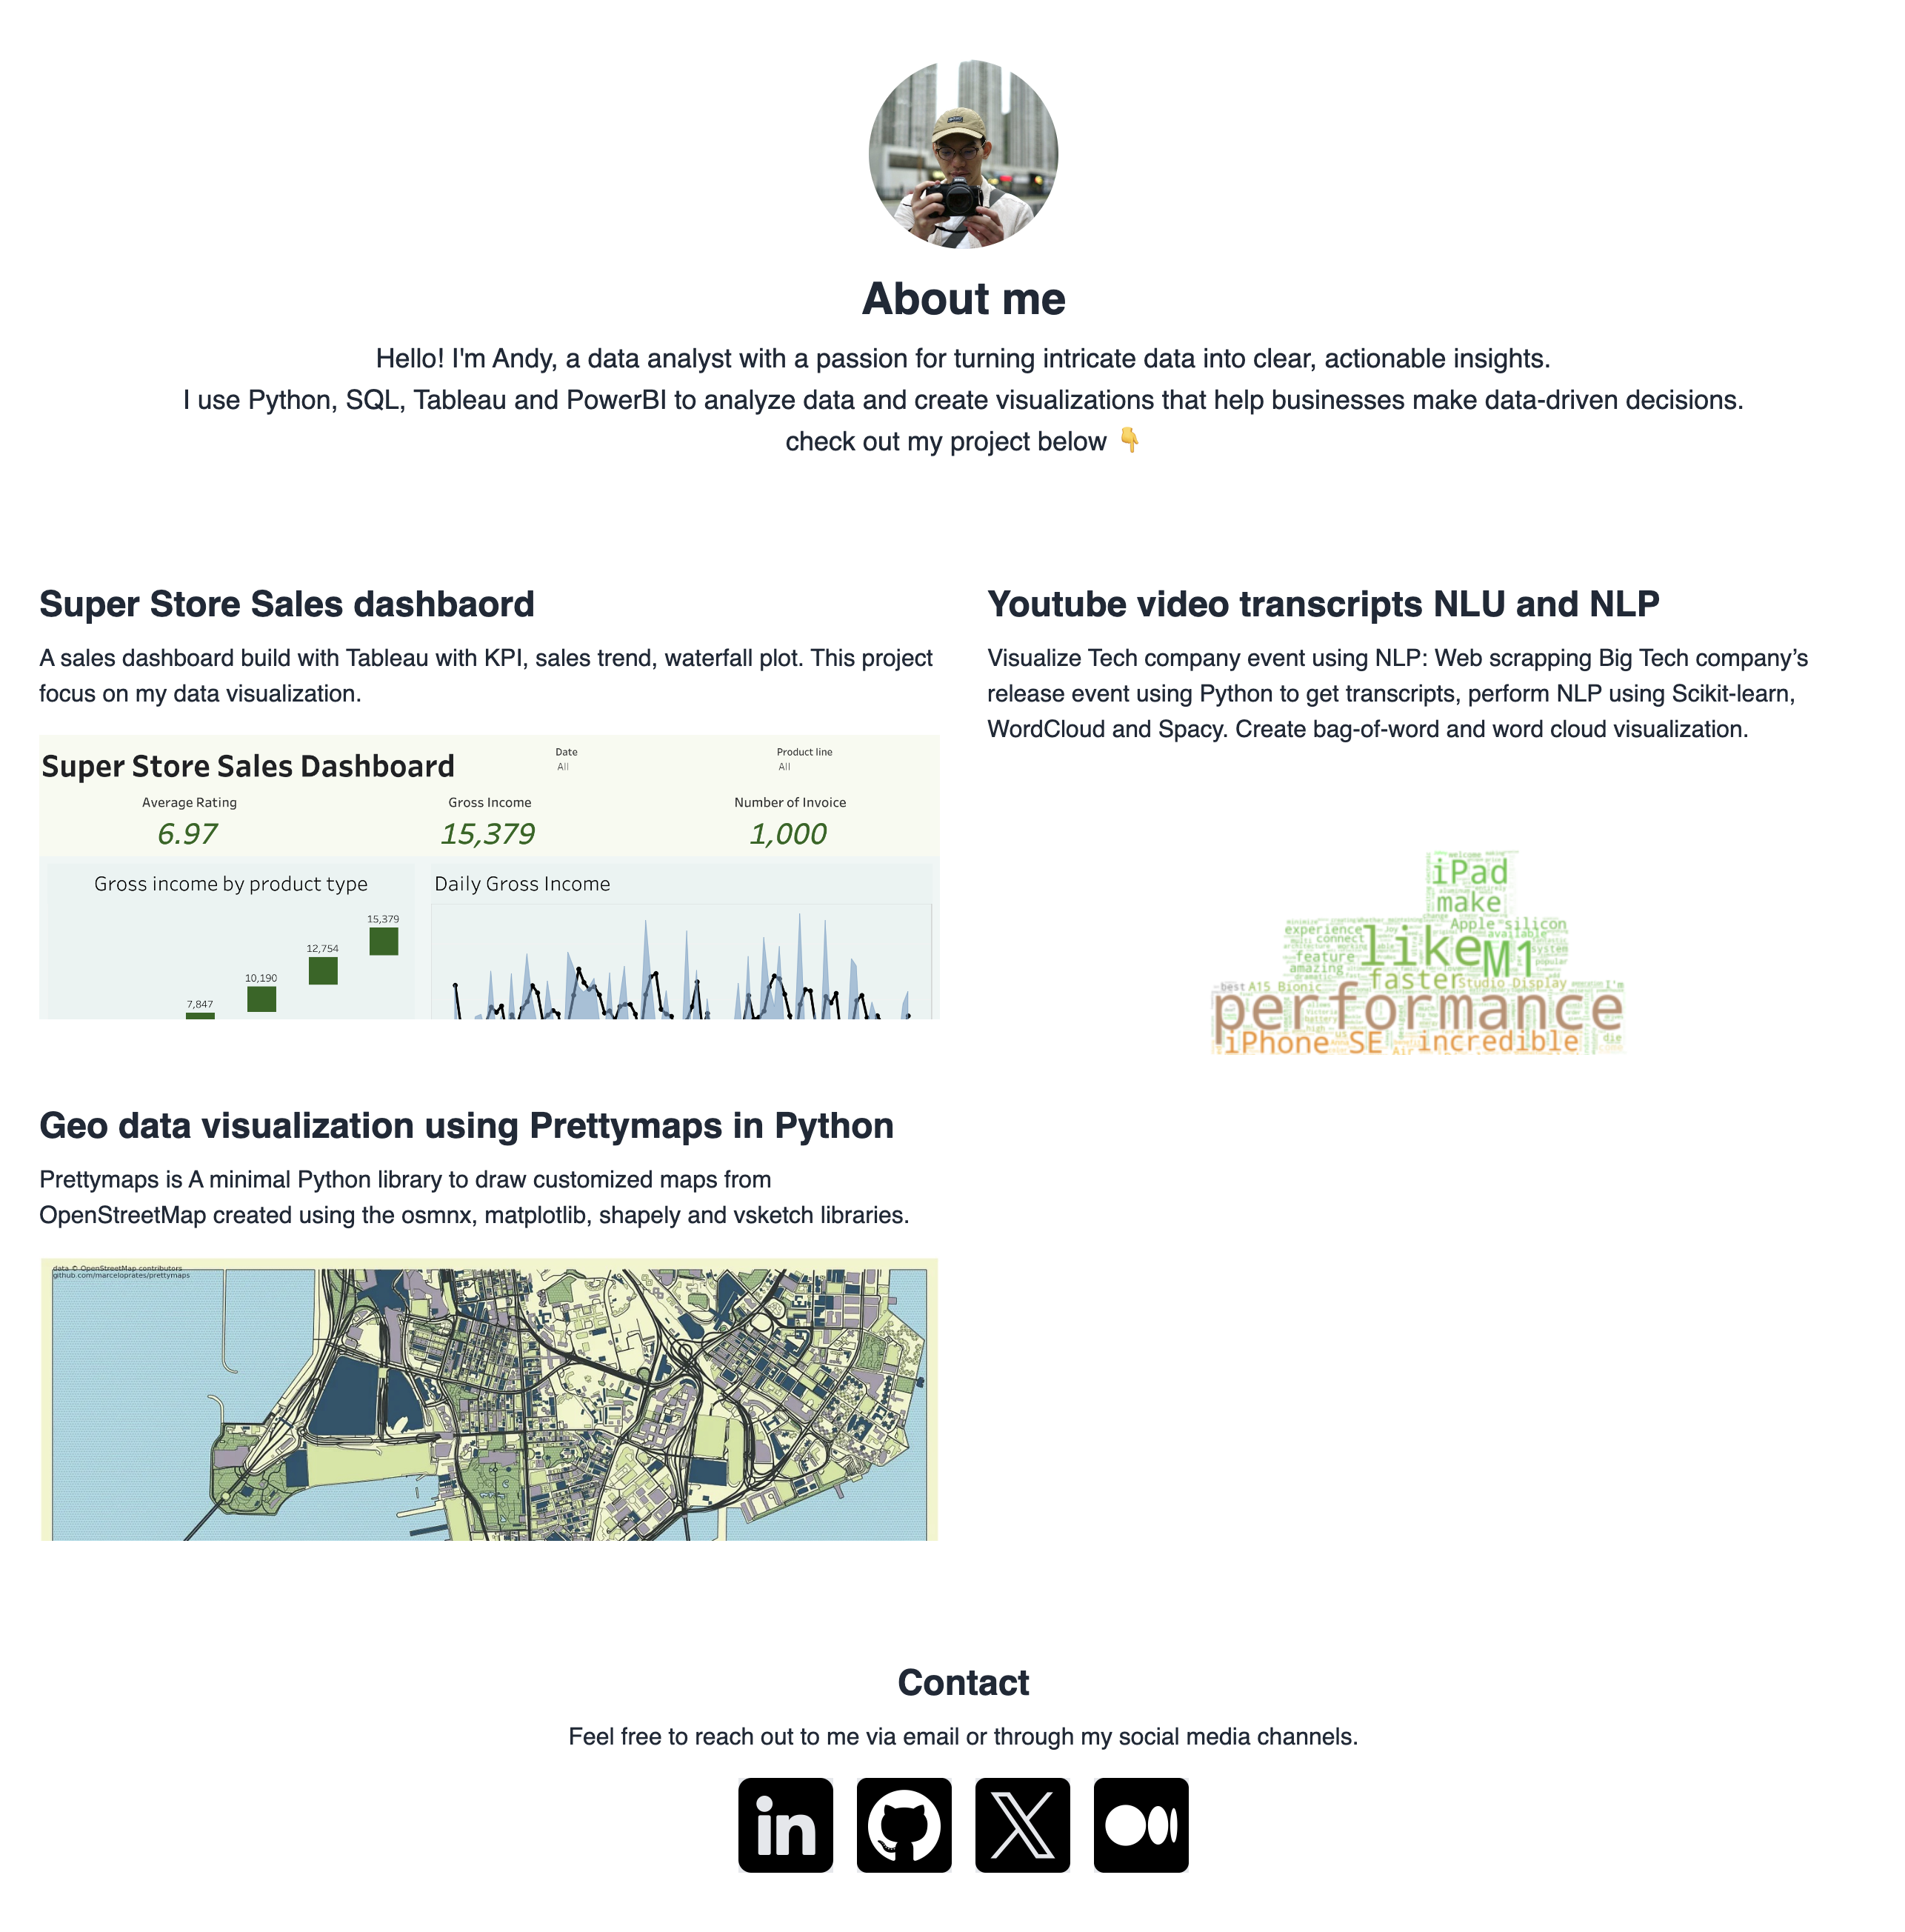 About me
Hello! I'm Andy, a data analyst with a passion for turning intricate data into clear, actionable insights.
I use Python, SQL, Tableau and PowerBI to analyze data and create visualizations that help businesses make data-driven decisions.
check out my project below 👇
Super Store Sales dashbaord
A sales dashboard build with Tableau with KPI, sales trend, waterfall plot. This project
focus on my data visualization.
Super Store Sales Dashboard
Date
All
Product line
All
Average Rating
6.97
Gross Income
15,379
Number of Invoice
1,000
Gross income by product type
15,379
12,754
10,190
7,847
Daily Gross Income
Youtube video transcripts NLU and NLP
Visualize Tech company event using NLP: Web scrapping Big Tech company’s
release event using Python to get transcripts, perform NLP using Scikit-learn,
WordCloud and Spacy. Create bag-of-word and word cloud visualization.
welcome
iPad
make
Apple silicon
experience
available
connect
like
M1
feature
amazing
faster
Studio Display
best
A15 Bionic
I'm
performance
iPhone SE
incredible
Air
die
Geo data visualization using Prettymaps in Python
Prettymaps is A minimal Python library to draw customized maps from
OpenStreetMap created using the osmnx, matplotlib, shapely and vsketch libraries.
data © OpenStreetMap contributors
github.com/marceloprates/prettymaps
Contact
Feel free to reach out to me via email or through my social media channels.
in
X